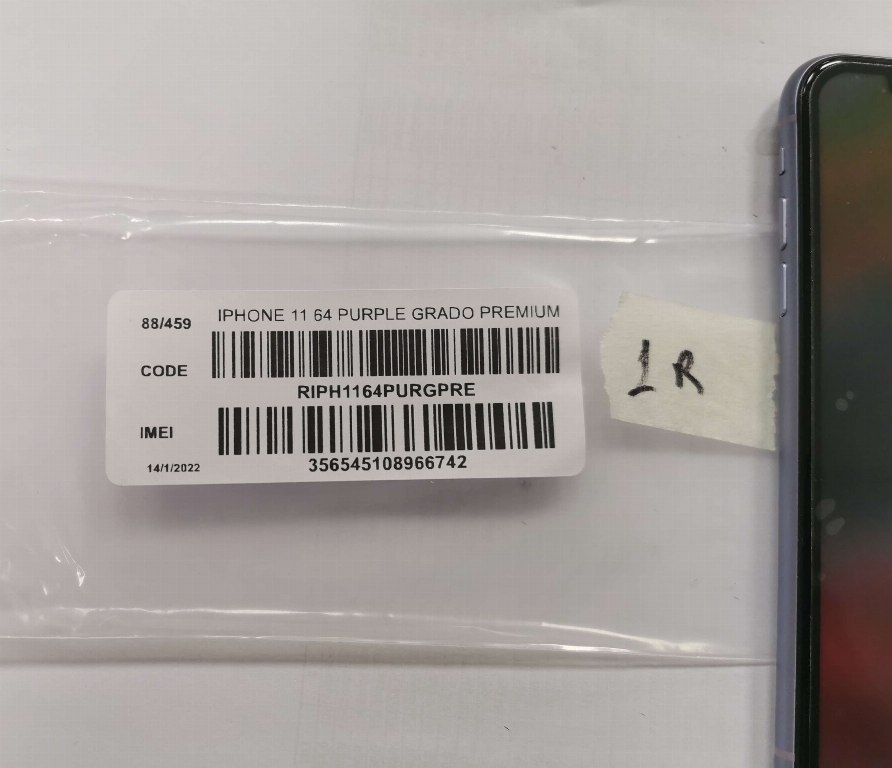 88/459
IPHONE 11 64 PURPLE GRADO PREMIUM
CODE
RIPH1164PURGPRE
IMEI
14/1/2022
356545108966742
1R